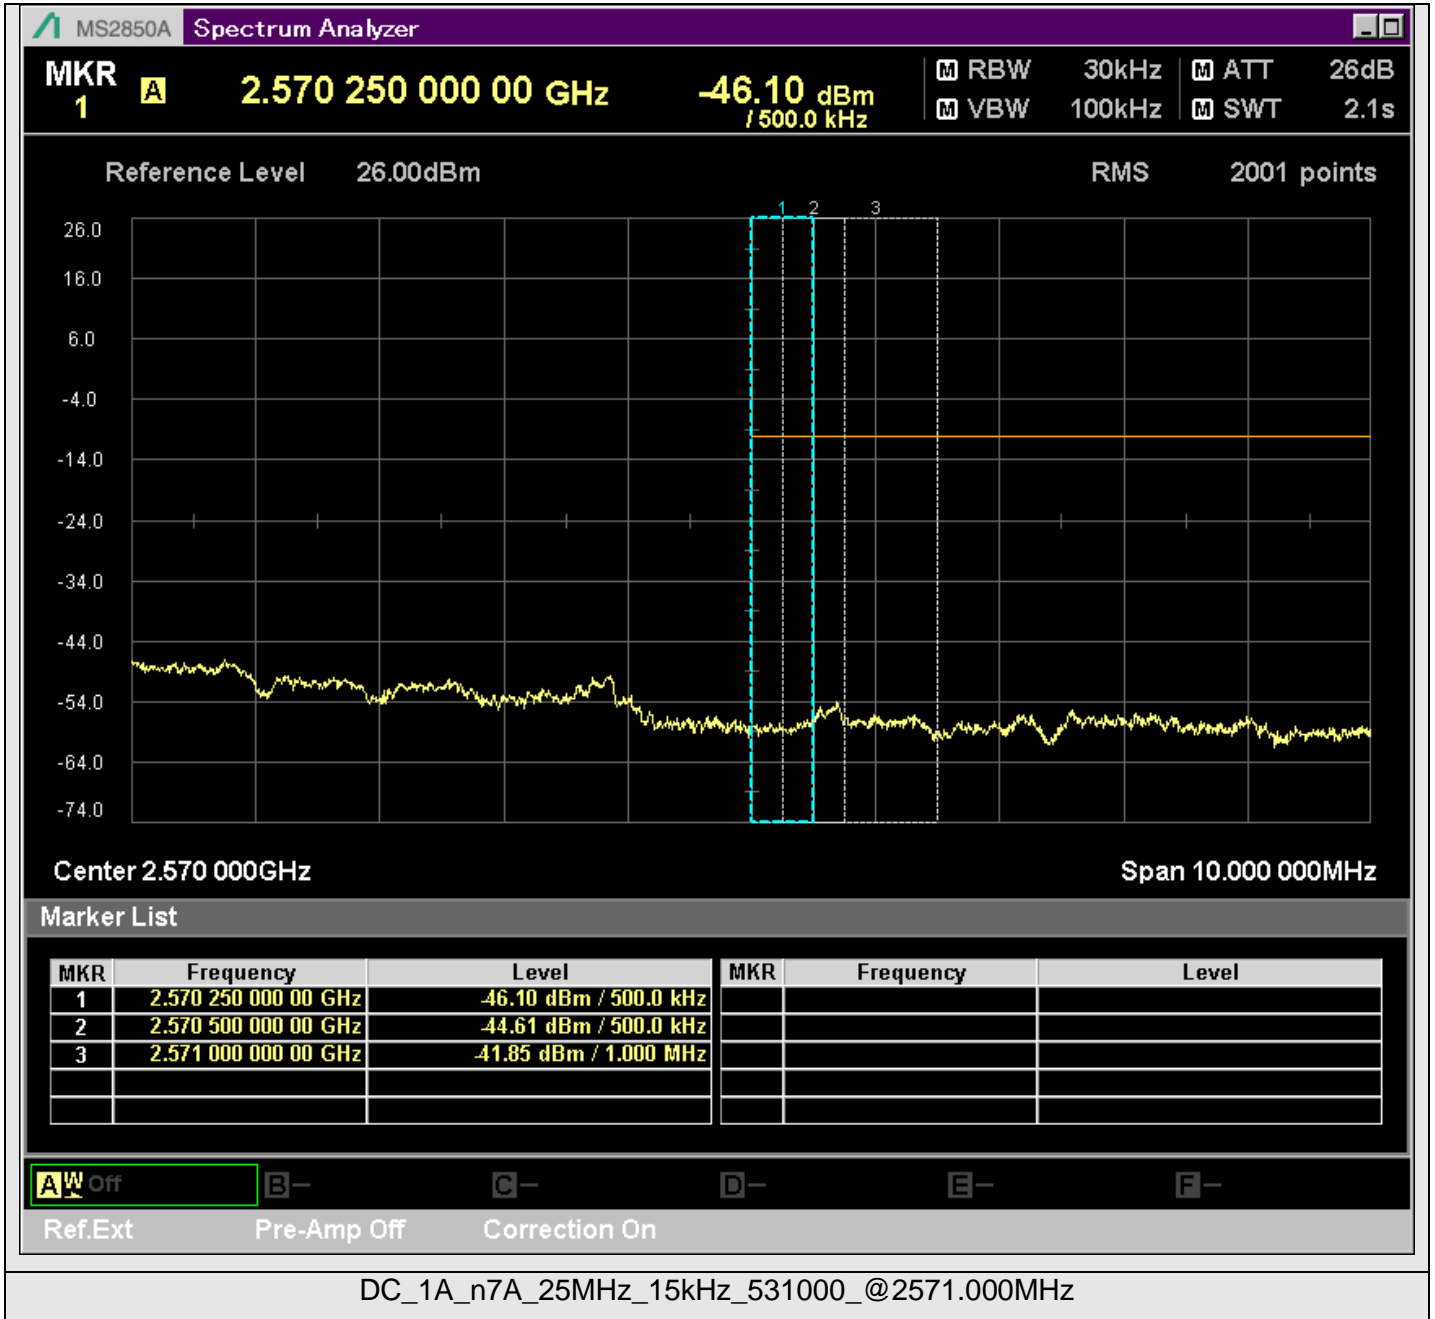 MS2850A Spectrum Analyzer
MKR 1 A 2.570 250 000 00 GHz -46.10 dBm / 500.0 kHz
M RBW 30kHz M ATT 26dB
M VBW 100kHz M SWT 2.1s
Reference Level 26.00dBm RMS 2001 points
1 2 3
26.0
16.0
6.0
-4.0
-14.0
-24.0
-34.0
-44.0
-54.0
-64.0
-74.0
Center 2.570 000GHz Span 10.000 000MHz
Marker List
MKR Frequency Level MKR Frequency Level
1 2.570 250 000 00 GHz -46.10 dBm / 500.0 kHz
2 2.570 500 000 00 GHz -44.61 dBm / 500.0 kHz
3 2.571 000 000 00 GHz -41.85 dBm / 1.000 MHz
A W Off B - C - D - E - F -
Ref.Ext Pre-Amp Off Correction On
DC_1A_n7A_25MHz_15kHz_531000_@2571.000MHz